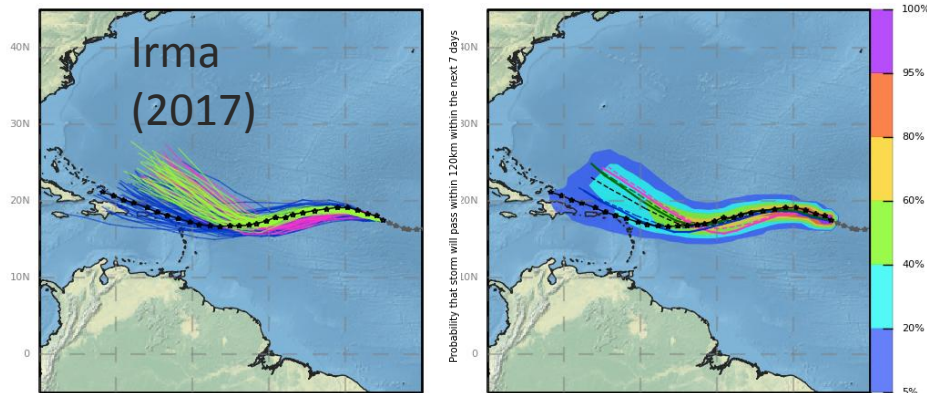 Irma
(2017)
40N
30N
20N
10N
0
Probability that storm will pass within 120km within the next 7 days
40N
30N
20N
10N
0
100%
95%
80%
60%
40%
20%
5%